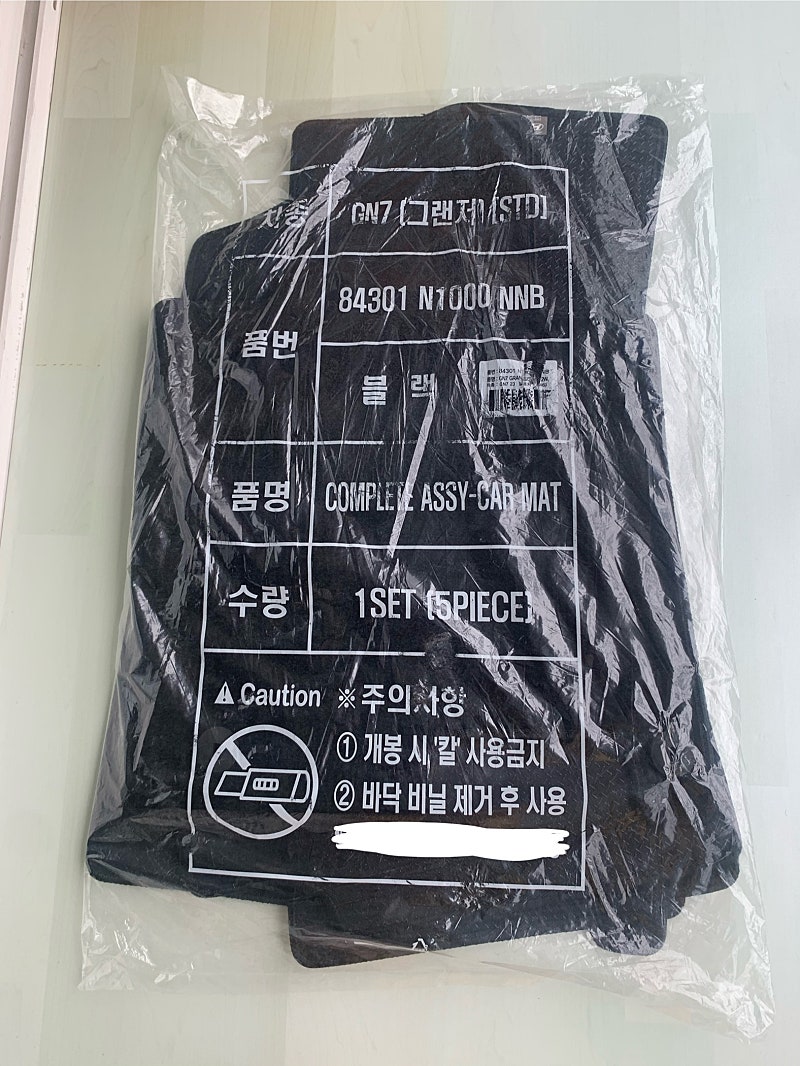 차종 GN7 (그랜저) (STD)
품번 84301 N1000 NNB
블 랙
품명 COMPLETE ASSY-CAR MAT
수량 1SET (5PIECE)
Caution ※ 주의사항
① 개봉 시 '칼' 사용금지
② 바닥 비닐 제거 후 사용